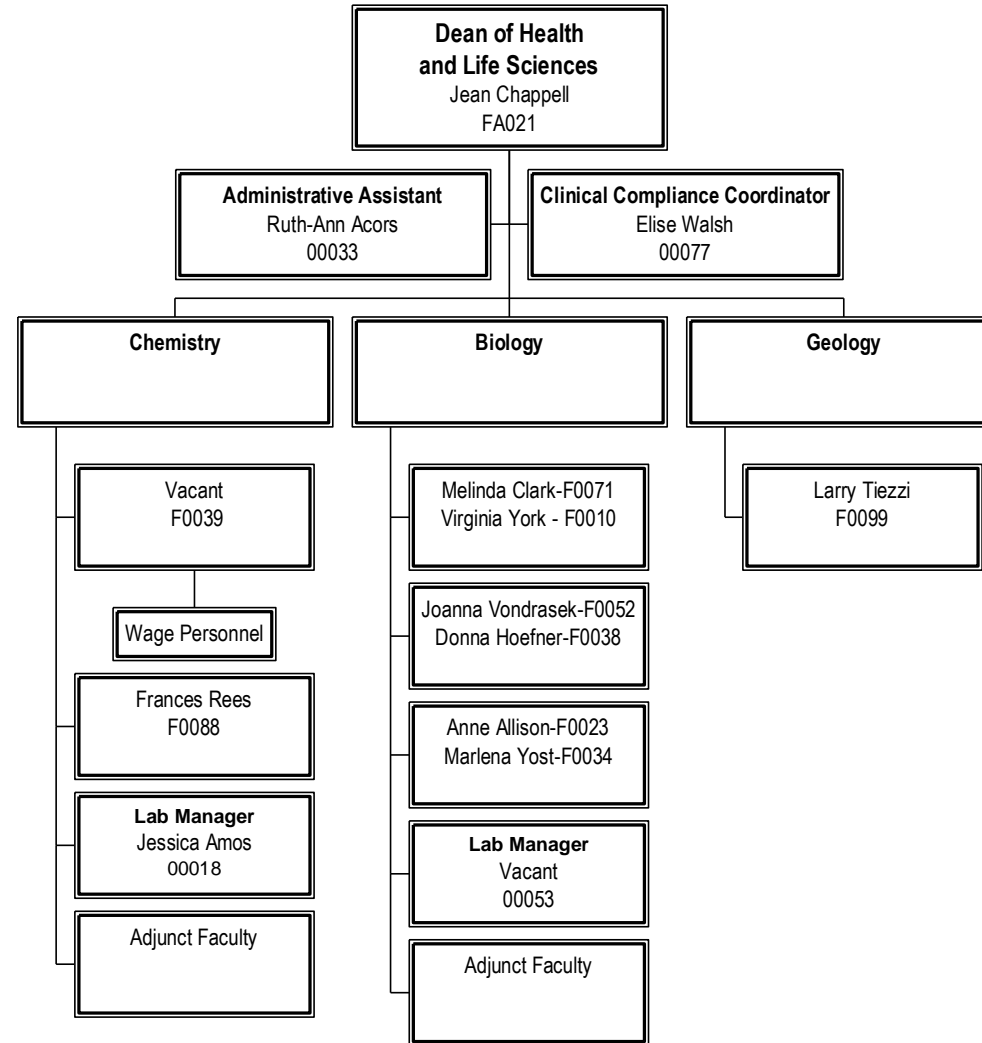 Dean of Health
and Life Sciences
Jean Chappell
FA021
Administrative Assistant
Ruth-Ann Acors
00033
Clinical Compliance Coordinator
Elise Walsh
00077
Chemistry
Vacant
F0039
Wage Personnel
Frances Rees
F0088
Lab Manager
Jessica Amos
00018
Adjunct Faculty
Biology
Melinda Clark-F0071
Virginia York - F0010
Joanna Vondrasek-F0052
Donna Hoefner-F0038
Anne Allison-F0023
Marlena Yost-F0034
Lab Manager
Vacant
00053
Adjunct Faculty
Geology
Larry Tiezzi
F0099